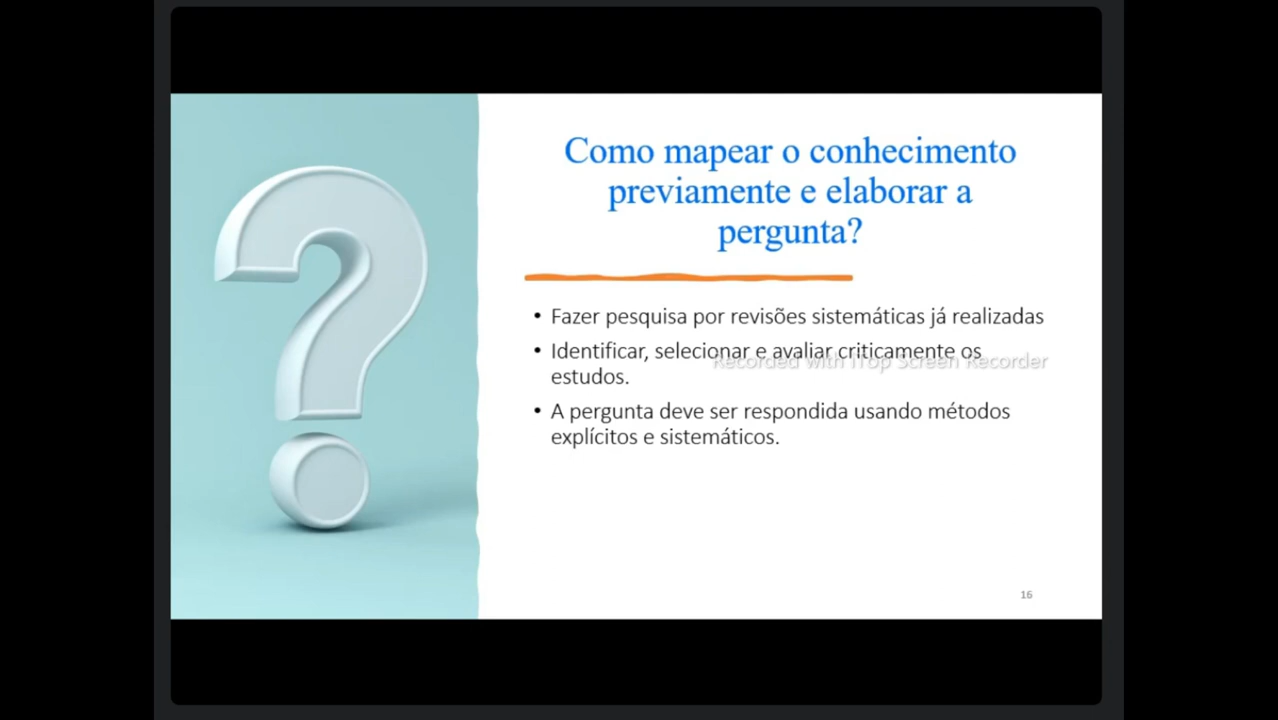 Como mapear o conhecimento
previamente e elaborar a
pergunta?
• Fazer pesquisa por revisões sistemáticas já realizadas
• Identificar, selecionar e avaliar criticamente os
estudos.
Recorded with iTop Screen Recorder
• A pergunta deve ser respondida usando métodos
explícitos e sistemáticos.
16